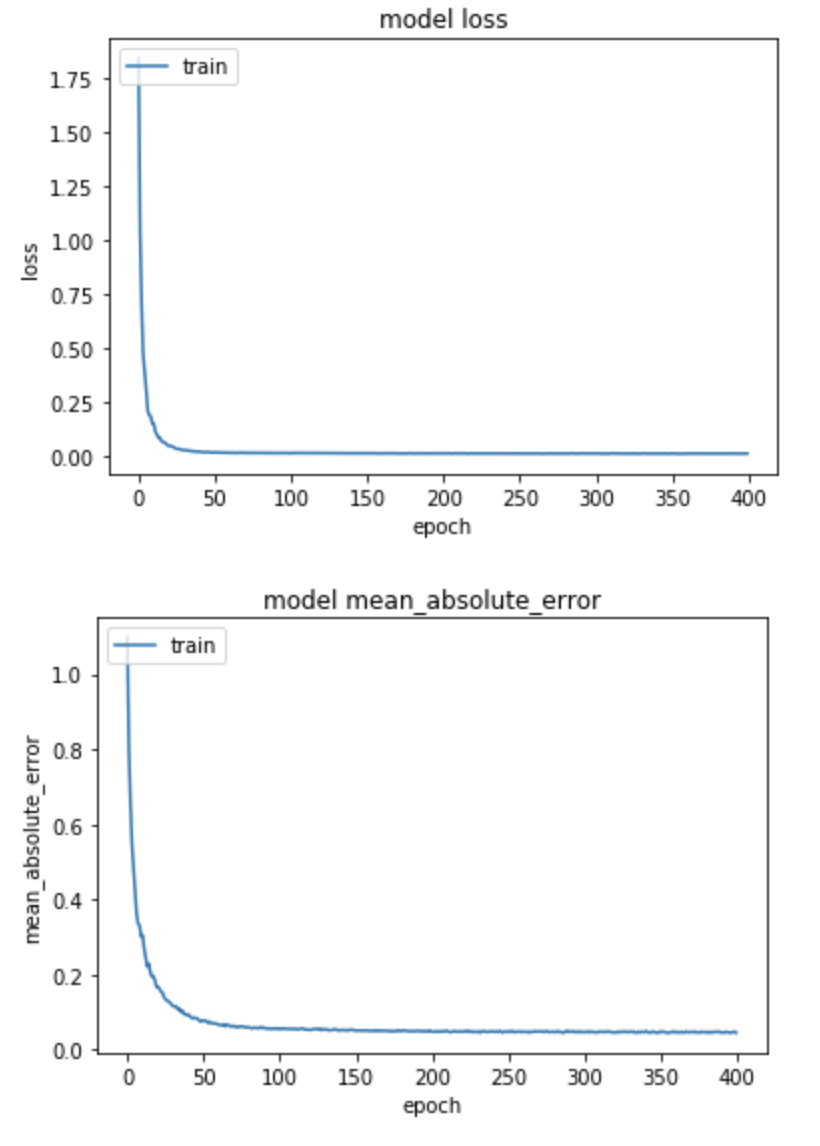 model loss
train
1.75
1.50
1.25
1.00
0.75
0.50
0.25
0.00
loss
0 50 100 150 200 250 300 350 400
epoch
model mean_absolute_error
train
1.0
0.8
0.6
0.4
0.2
0.0
mean_absolute_error
0 50 100 150 200 250 300 350 400
epoch